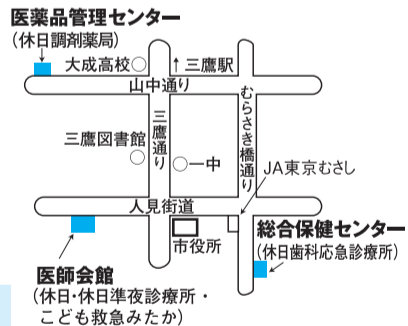 医薬品管理センター
(休日調剤薬局)
大成高校
↑三鷹駅
山中通り
三鷹通り
むらさき橋通り
三鷹図書館
一中
JA東京むさし
人見街道
市役所
総合保健センター
(休日歯科応急診療所)
医師会館
(休日・休日準夜診療所・
こども救急みたか)